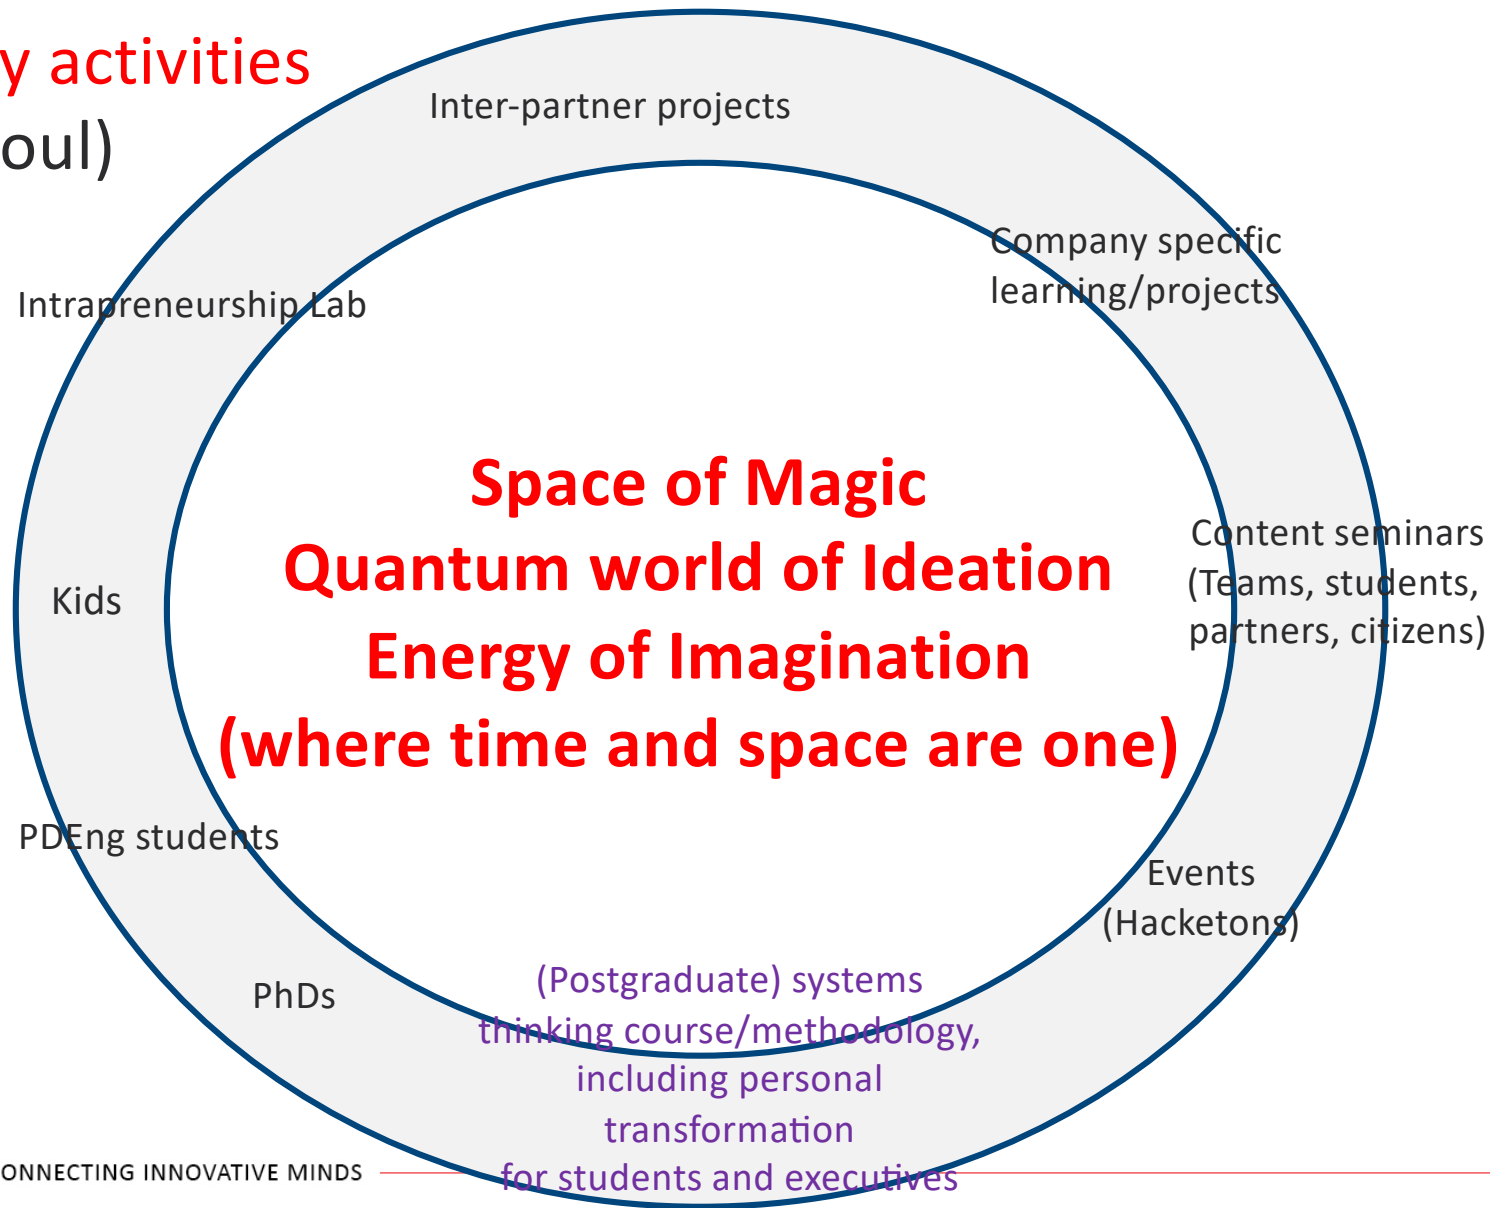 y activities
oul)
Inter-partner projects
Company specific
learning/projects
Intrapreneurship Lab
Space of Magic
Quantum world of Ideation
Energy of Imagination
(where time and space are one)
Content seminars
(Teams, students,
partners, citizens)
Kids
PDEng students
Events
(Hacketons)
PhDs
(Postgraduate) systems
thinking course/methodology,
including personal
transformation
for students and executives
ONNECTING INNOVATIVE MINDS